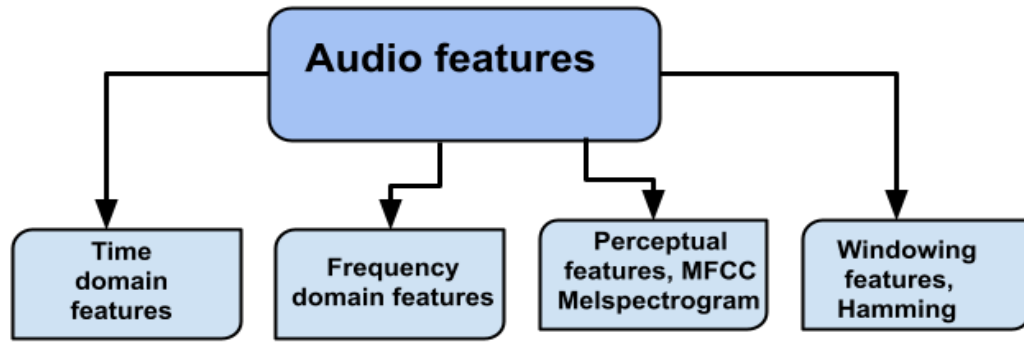 Audio features
Time
domain
features
Frequency
domain features
Perceptual
features, MFCC
Melspectrogram
Windowing
features,
Hamming